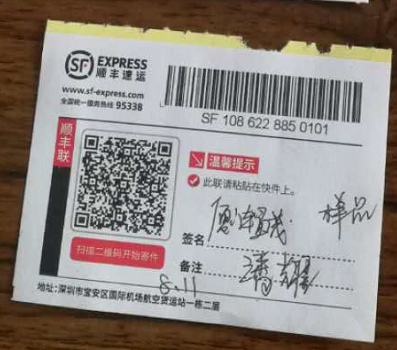 SF EXPRESS
顺丰速运
www.sf-express.com
全国统一服务热线 95338
SF 108 622 885 0101
顺丰联
温馨提示
此联请粘贴在快件上。
样品
签名
扫描二维码开始寄件
备注
潘耀
8.11
地址:深圳市宝安区国际机场航空货运站一栋二层